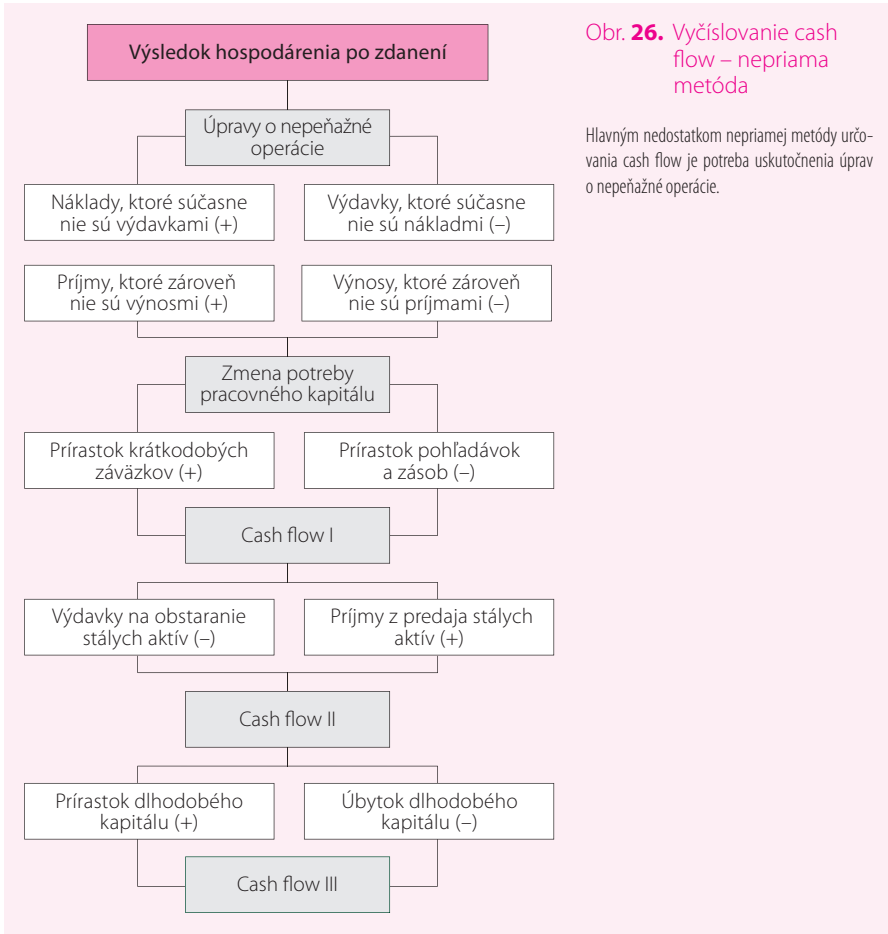 Výsledok hospodárenia po zdanení
Úpravy o nepeňažné
operácie
Náklady, ktoré súčasne
nie sú výdavkami (+)
Výdavky, ktoré súčasne
nie sú nákladmi (–)
Príjmy, ktoré zároveň
nie sú výnosmi (+)
Výnosy, ktoré zároveň
nie sú príjmami (–)
Zmena potreby
pracovného kapitálu
Prírastok krátkodobých
záväzkov (+)
Prírastok pohľadávok
a zásob (–)
Cash flow I
Výdavky na obstaranie
stálych aktív (–)
Príjmy z predaja stálych
aktív (+)
Cash flow II
Prírastok dlhodobého
kapitálu (+)
Úbytok dlhodobého
kapitálu (–)
Cash flow III
Obr. 26. Vyčíslovanie cash
flow – nepriama
metóda
Hlavným nedostatkom nepriamej metódy určo-
vania cash flow je potreba uskutočnenia úprav
o nepeňažné operácie.